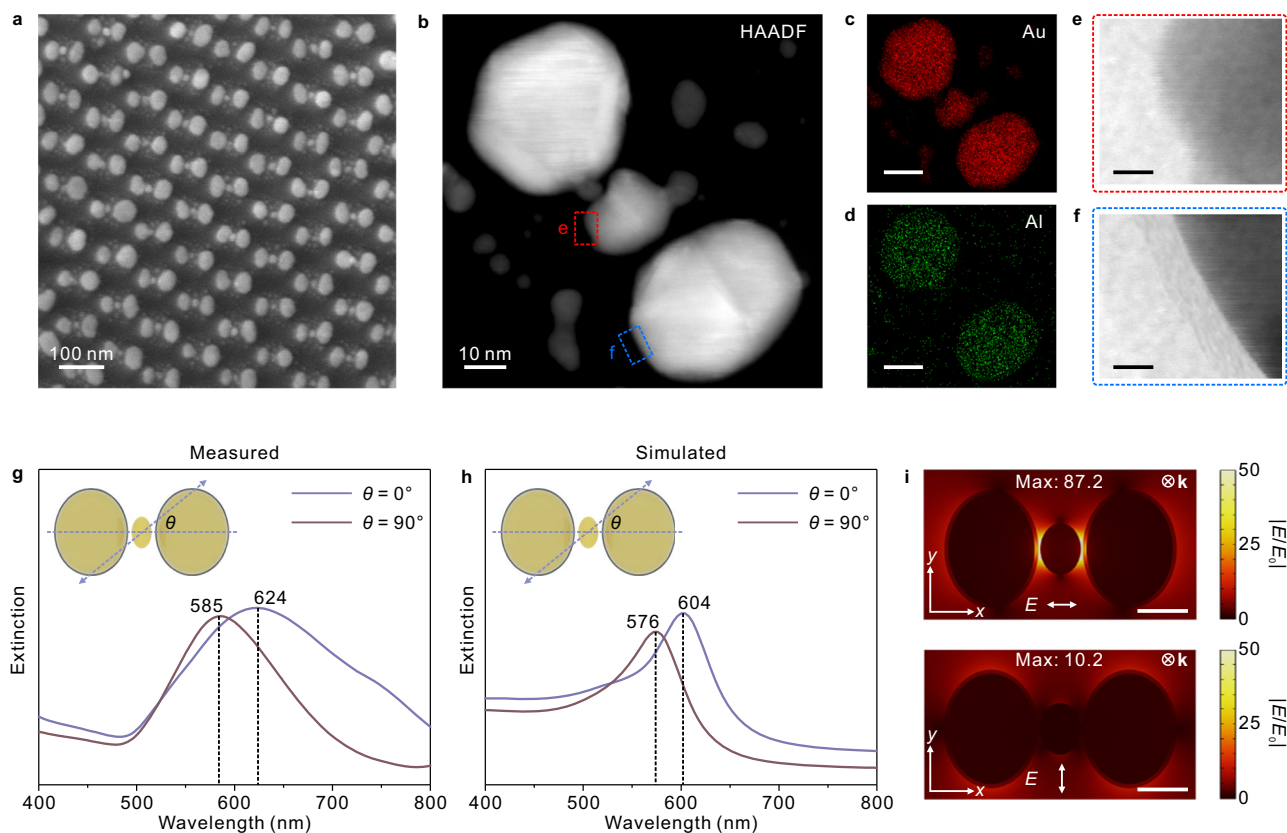 a
100 nm
b
HAADF
e
f
10 nm
c
Au
d
Al
e
f
g
Measured
θ
θ = 0°
θ = 90°
585
624
Extinction
400
500
600
700
800
Wavelength (nm)
h
Simulated
θ
θ = 0°
θ = 90°
576
604
Extinction
400
500
600
700
800
Wavelength (nm)
i
Max: 87.2
⊗k
y
x
E
50
25
0
|E/E₀|
Max: 10.2
⊗k
y
x
E
50
25
0
|E/E₀|